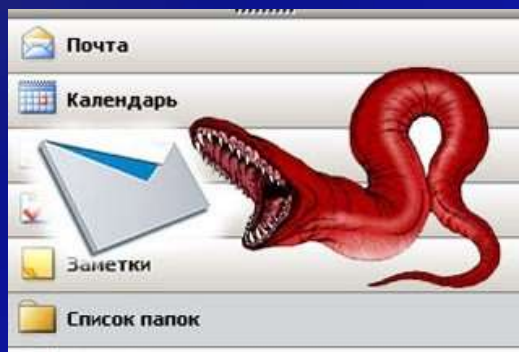 Почта
Календарь
Заметки
Список папок